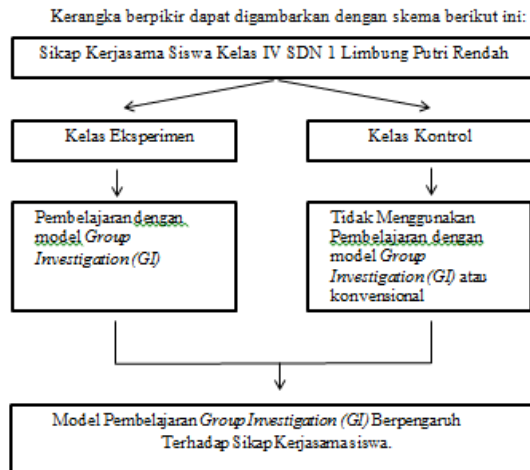 Kerangka berpikir dapat digambarkan dengan skema berikut ini:
Sikap Kerjasama Siswa Kelas IV SDN 1 Limbung Putri Rendah
Kelas Eksperimen
Kelas Kontrol
Pembelajaran dengan
model Group
Investigation (GI)
Tidak Menggunakan
Pembelajaran dengan
model Group
Investigation (GI) atau
konvensional
Model Pembelajaran Group Investigation (GI) Berpengaruh
Terhadap Sikap Kerjasama siswa.